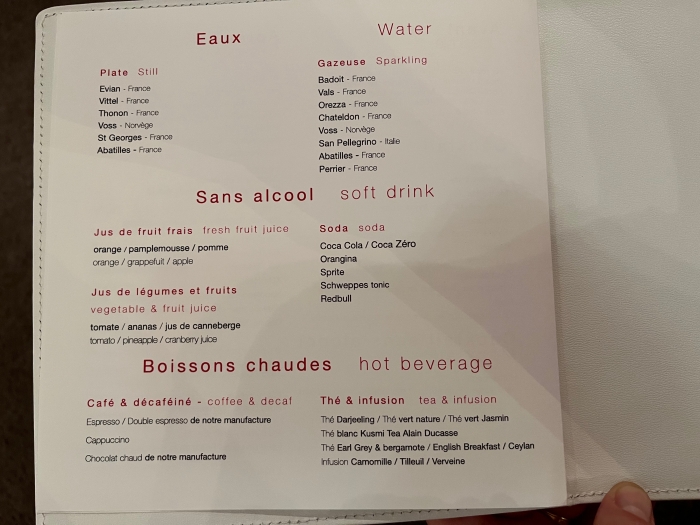 Eaux Water
Plate Still
Evian - France
Vittel - France
Thonon - France
Voss - Norvège
St Georges - France
Abatilles - France
Gazeuse Sparkling
Badoit - France
Vals - France
Orezza - France
Chateldon - France
Voss - Norvège
San Pellegrino - Italie
Abatilles - France
Perrier - France
Sans alcool soft drink
Jus de fruit frais fresh fruit juice
orange / pamplemousse / pomme
orange / grappefuit / apple
Jus de légumes et fruits
vegetable & fruit juice
tomate / ananas / jus de canneberge
tomato / pineapple / cranberry juice
Soda soda
Coca Cola / Coca Zéro
Orangina
Sprite
Schweppes tonic
Redbull
Boissons chaudes hot beverage
Café & décaféiné - coffee & decaf
Espresso / Double espresso de notre manufacture
Cappuccino
Chocolat chaud de notre manufacture
Thé & infusion tea & infusion
Thé Darjeeling / Thé vert nature / Thé vert Jasmin
Thé blanc Kusmi Tea Alain Ducasse
Thé Earl Grey & bergamote / English Breakfast / Ceylan
Infusion Camomille / Tilleuil / Verveine